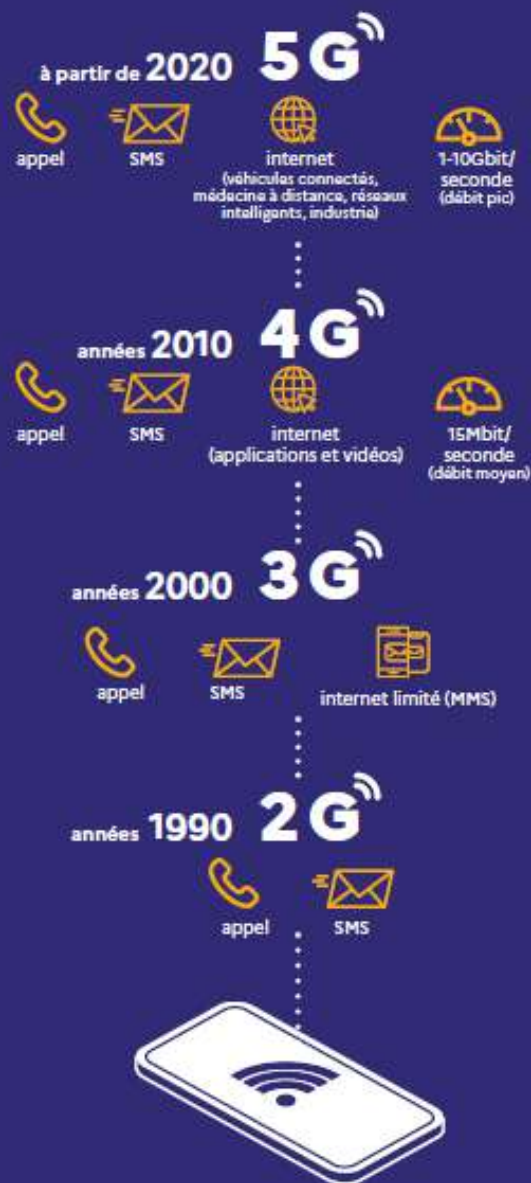 à partir de 2020 5G
appel
SMS
internet
(véhicules connectés,
médecine à distance, réseaux
intelligents, industrie)
1-10Gbit/
seconde
(débit pic)
années 2010 4G
appel
SMS
internet
(applications et vidéos)
15Mbit/
seconde
(débit moyen)
années 2000 3G
appel
SMS
internet limité (MMS)
années 1990 2G
appel
SMS